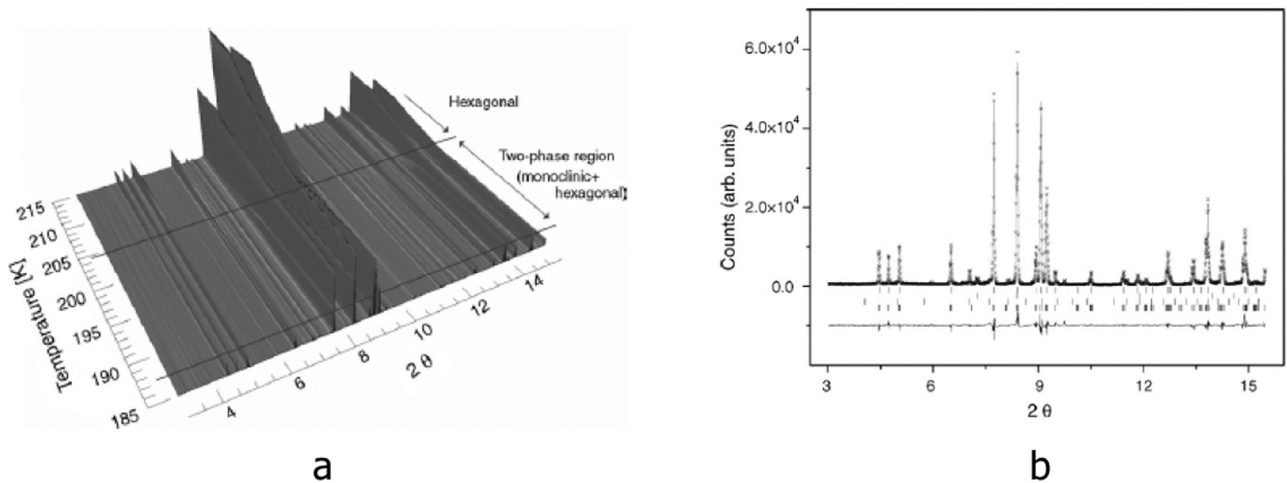 Hexagonal
Two-phase region
(monoclinic+
hexagonal)
215
210
205
200
195
190
185
Temperature [K]
4
6
8
10
12
14
2 θ
a
6.0×10⁴
4.0×10⁴
2.0×10⁴
0.0
Counts (arb. units)
3
6
9
12
15
2 θ
b